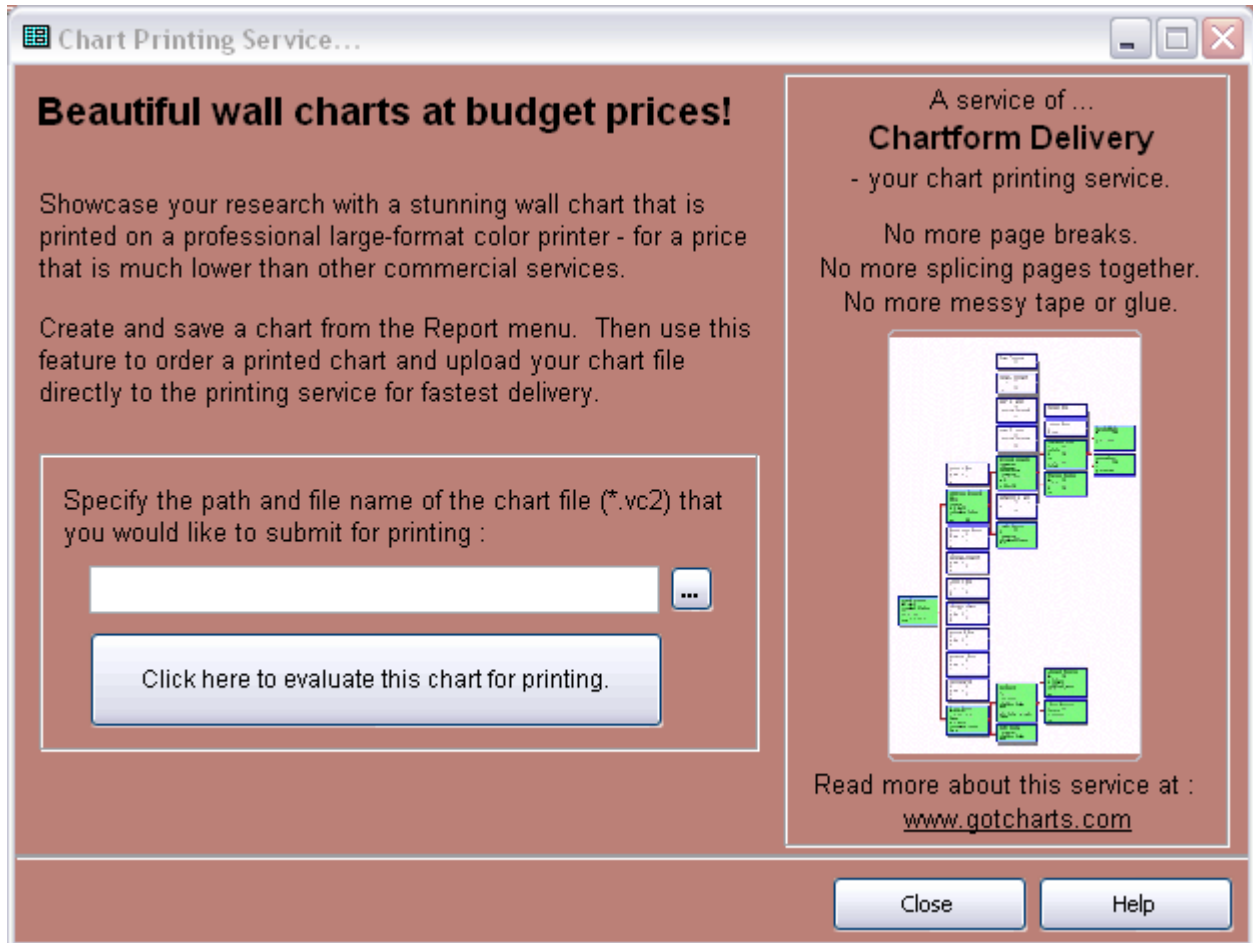 Chart Printing Service...
Beautiful wall charts at budget prices!
Showcase your research with a stunning wall chart that is
printed on a professional large-format color printer - for a price
that is much lower than other commercial services.
Create and save a chart from the Report menu.  Then use this
feature to order a printed chart and upload your chart file
directly to the printing service for fastest delivery.
Specify the path and file name of the chart file (*.vc2) that
you would like to submit for printing :
...
Click here to evaluate this chart for printing.
A service of ...
Chartform Delivery
- your chart printing service.
No more page breaks.
No more splicing pages together.
No more messy tape or glue.
Read more about this service at :
www.gotcharts.com
Close
Help